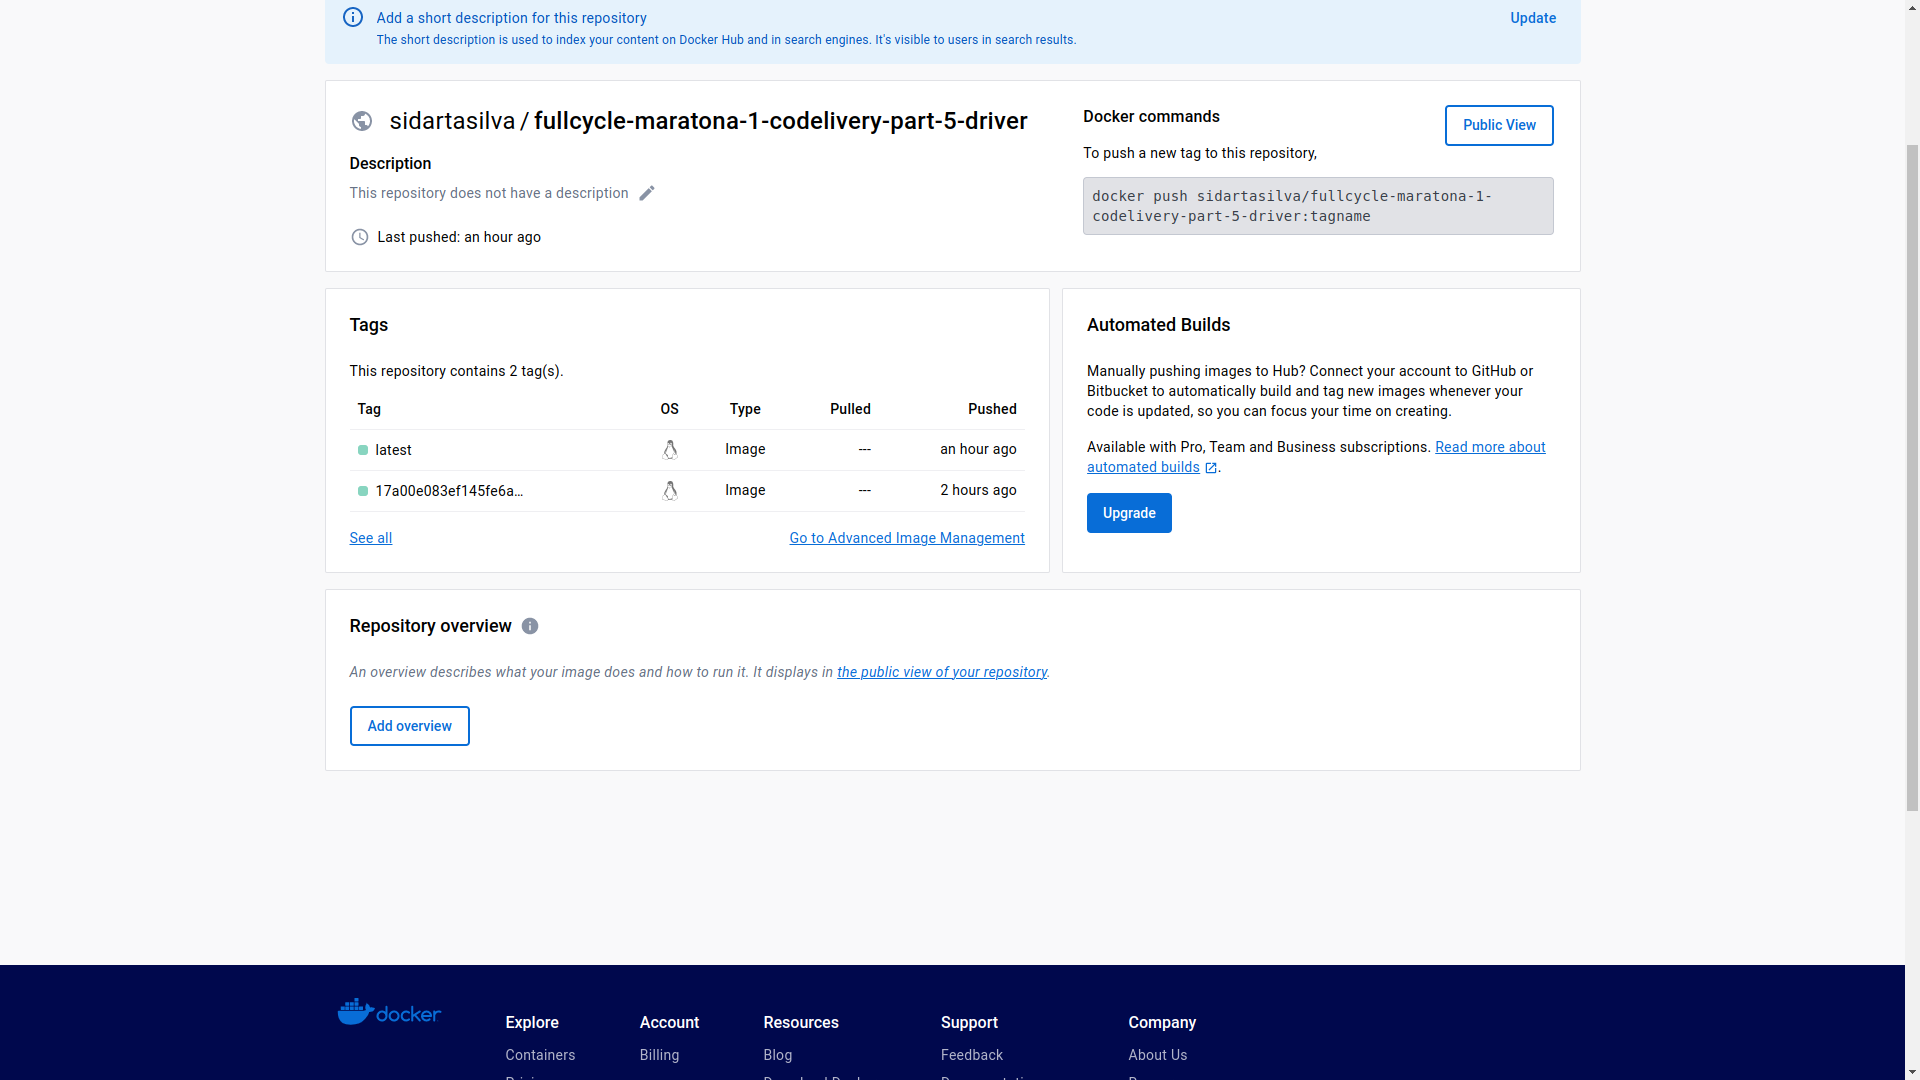 Add a short description for this repository
Update
The short description is used to index your content on Docker Hub and in search engines. It's visible to users in search results.
sidartasilva / fullcycle-maratona-1-codelivery-part-5-driver
Description
This repository does not have a description
Last pushed: an hour ago
Docker commands
Public View
To push a new tag to this repository,
docker push sidartasilva/fullcycle-maratona-1-
codelivery-part-5-driver:tagname
Tags
This repository contains 2 tag(s).
Tag OS Type Pulled Pushed
latest Image --- an hour ago
17a00e083ef145fe6a... Image --- 2 hours ago
See all
Go to Advanced Image Management
Automated Builds
Manually pushing images to Hub? Connect your account to GitHub or
Bitbucket to automatically build and tag new images whenever your
code is updated, so you can focus your time on creating.
Available with Pro, Team and Business subscriptions. Read more about
automated builds .
Upgrade
Repository overview
An overview describes what your image does and how to run it. It displays in the public view of your repository.
Add overview
docker
Explore Account Resources Support Company
Containers Billing Blog Feedback About Us